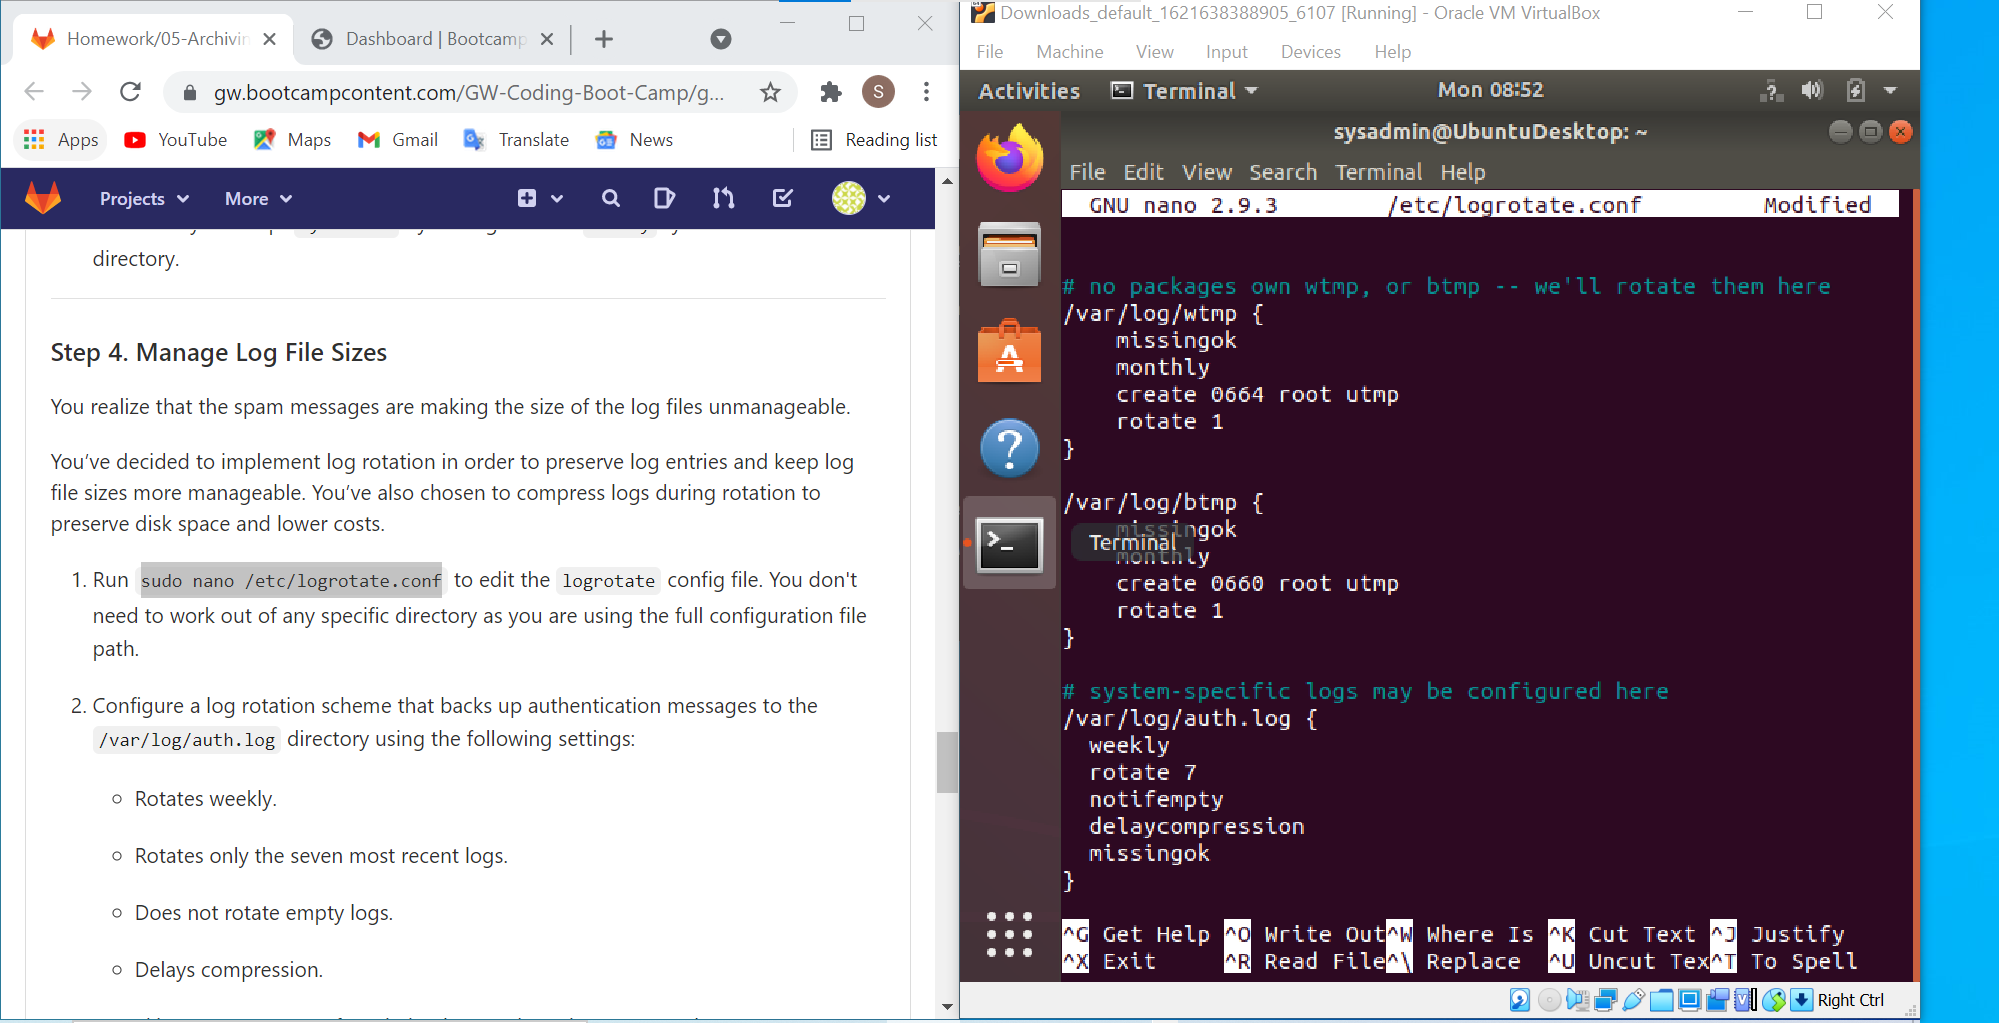 Homework/05-Archivin
Dashboard | Bootcamp
gw.bootcampcontent.com/GW-Coding-Boot-Camp/g...
S
Apps
YouTube
Maps
Gmail
Translate
News
Reading list
Projects
More
directory.
Step 4. Manage Log File Sizes
You realize that the spam messages are making the size of the log files unmanageable.
You've decided to implement log rotation in order to preserve log entries and keep log
file sizes more manageable. You've also chosen to compress logs during rotation to
preserve disk space and lower costs.
1. Run sudo nano /etc/logrotate.conf to edit the logrotate config file. You don't
need to work out of any specific directory as you are using the full configuration file
path.
2. Configure a log rotation scheme that backs up authentication messages to the
/var/log/auth.log directory using the following settings:
Rotates weekly.
Rotates only the seven most recent logs.
Does not rotate empty logs.
Delays compression.
Downloads_default_1621638388905_6107 [Running] - Oracle VM VirtualBox
File Machine View Input Devices Help
Activities
Terminal
Mon 08:52
sysadmin@UbuntuDesktop: ~
File Edit View Search Terminal Help
GNU nano 2.9.3 /etc/logrotate.conf Modified
# no packages own wtmp, or btmp -- we'll rotate them here
/var/log/wtmp {
missingok
monthly
create 0664 root utmp
rotate 1
}
/var/log/btmp {
missingok
Terminal
monthly
create 0660 root utmp
rotate 1
}
# system-specific logs may be configured here
/var/log/auth.log {
weekly
rotate 7
notifempty
delaycompression
missingok
}
^G Get Help ^O Write Out ^W Where Is ^K Cut Text ^J Justify
^X Exit ^R Read File ^\ Replace ^U Uncut Tex ^T To Spell
Right Ctrl